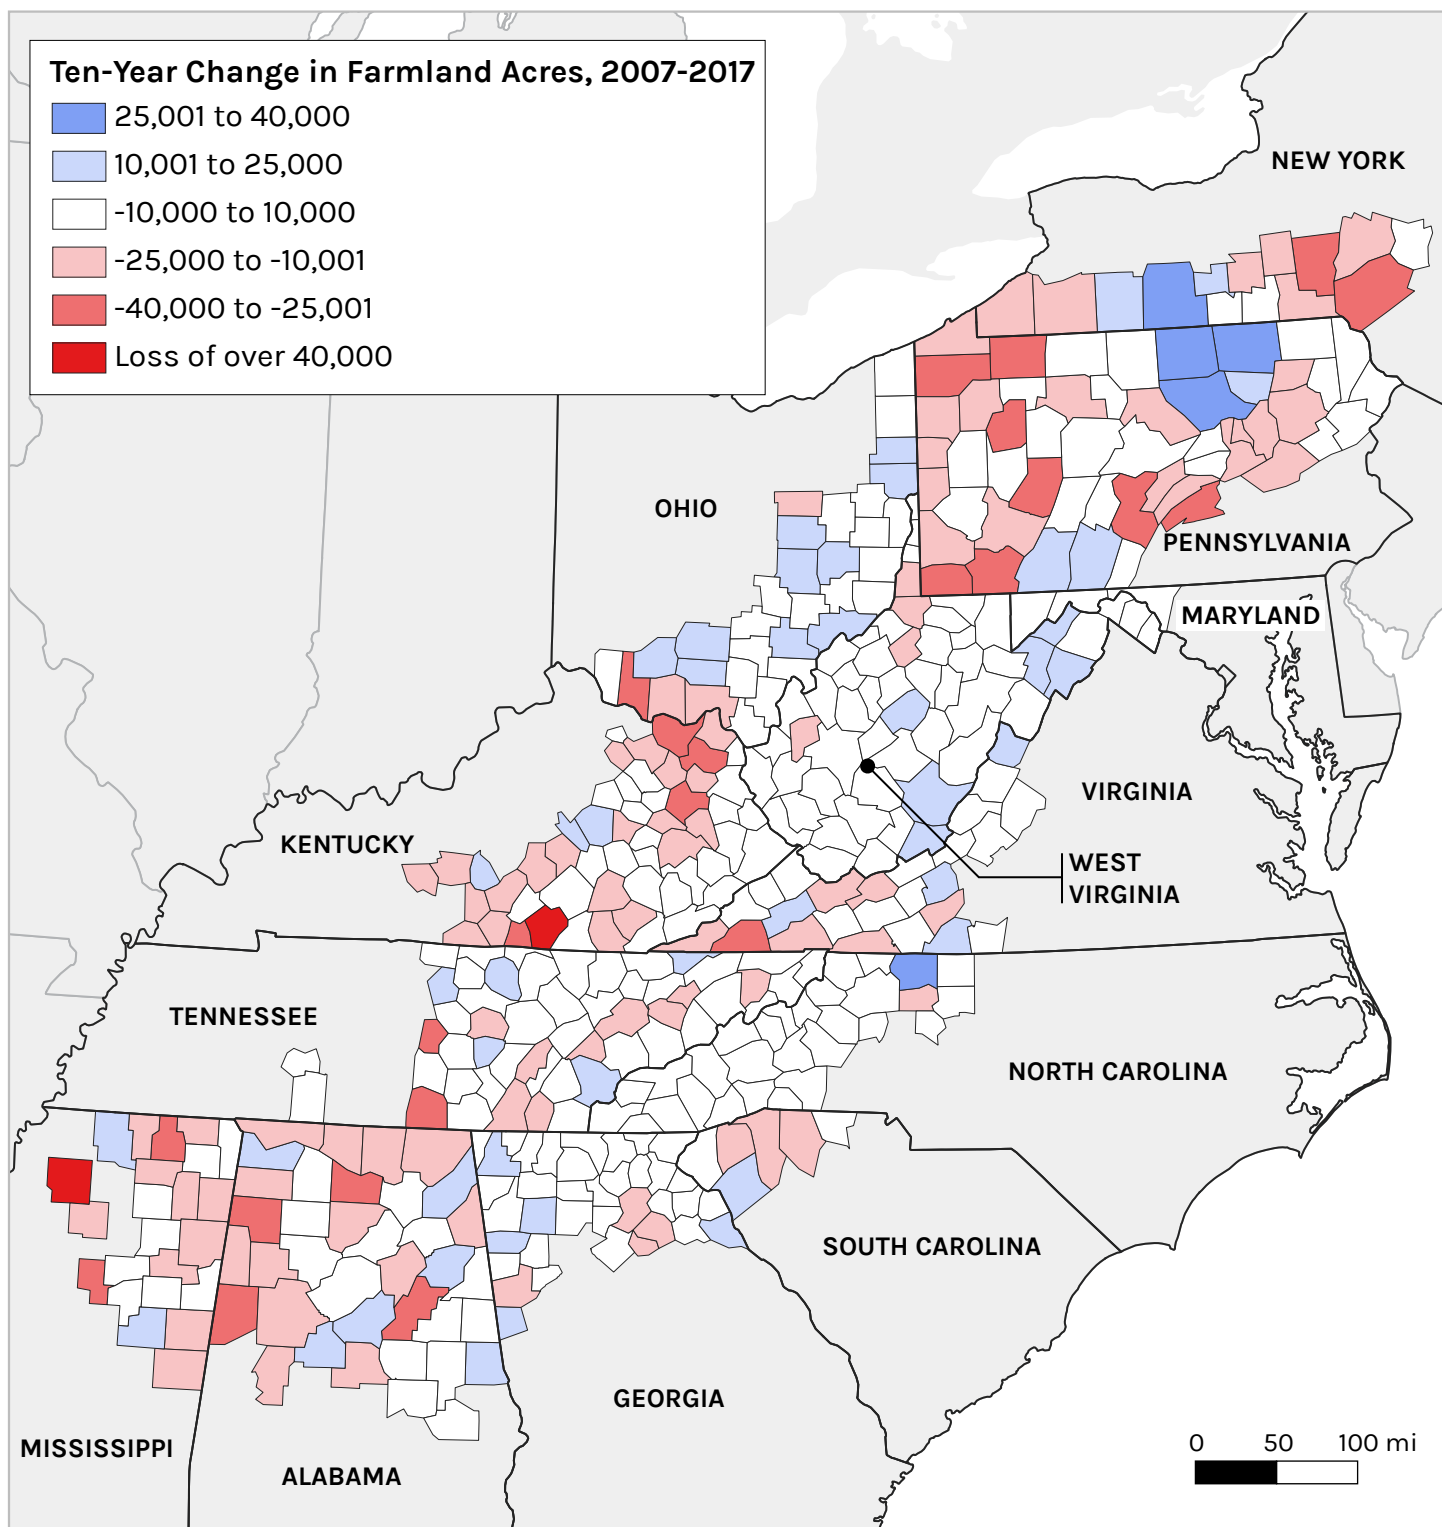 Ten-Year Change in Farmland Acres, 2007-2017
25,001 to 40,000
10,001 to 25,000
-10,000 to 10,000
-25,000 to -10,001
-40,000 to -25,001
Loss of over 40,000
NEW YORK
OHIO
PENNSYLVANIA
MARYLAND
VIRGINIA
KENTUCKY
WEST
VIRGINIA
TENNESSEE
NORTH CAROLINA
SOUTH CAROLINA
GEORGIA
MISSISSIPPI
ALABAMA
0 50 100 mi